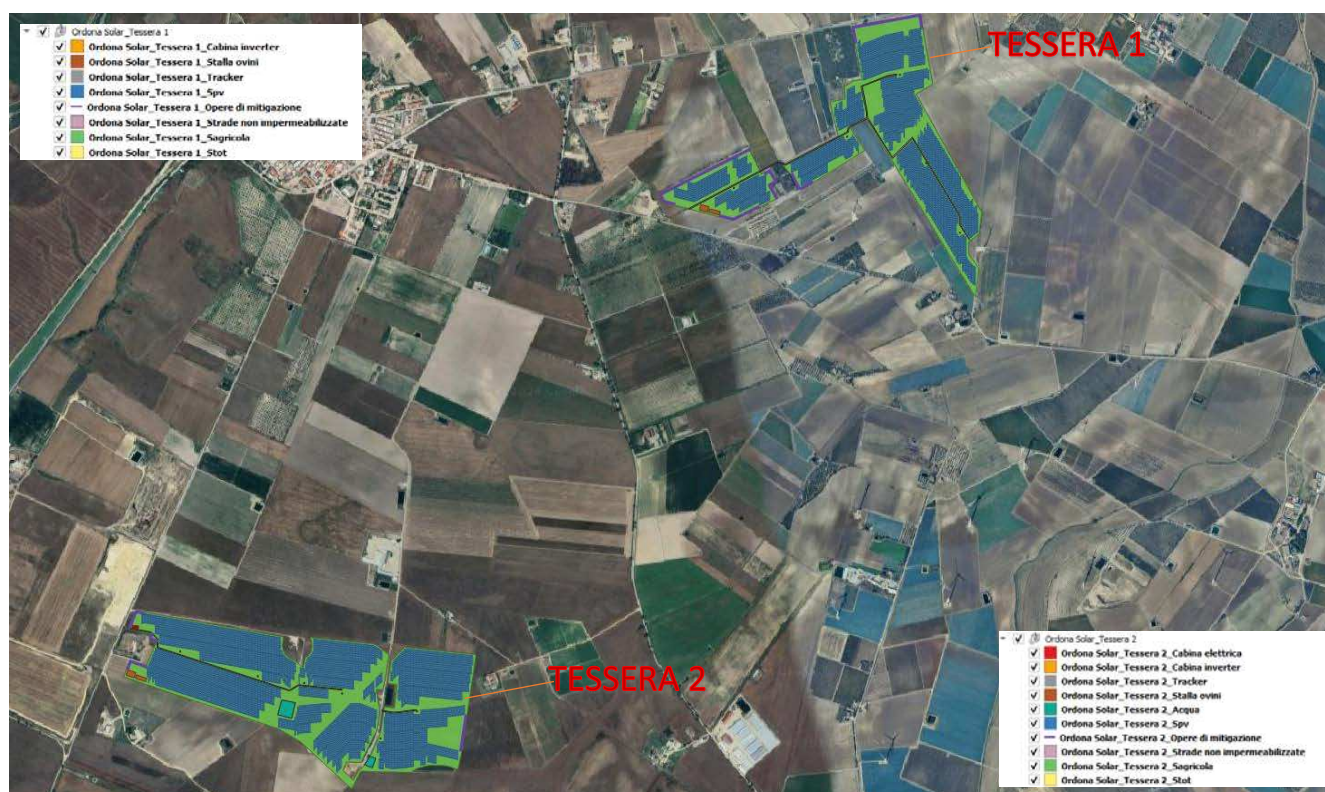 Ordona Solar_Tessera 1
Ordona Solar_Tessera 1_Cabina inverter
Ordona Solar_Tessera 1_Stalla ovini
Ordona Solar_Tessera 1_Tracker
Ordona Solar_Tessera 1_Spv
Ordona Solar_Tessera 1_Opere di mitigazione
Ordona Solar_Tessera 1_Strade non impermeabilizzate
Ordona Solar_Tessera 1_Sagricola
Ordona Solar_Tessera 1_Stot
TESSERA 1
TESSERA 2
Ordona Solar_Tessera 2
Ordona Solar_Tessera 2_Cabina elettrica
Ordona Solar_Tessera 2_Cabina inverter
Ordona Solar_Tessera 2_Tracker
Ordona Solar_Tessera 2_Stalla ovini
Ordona Solar_Tessera 2_Acqua
Ordona Solar_Tessera 2_Spv
Ordona Solar_Tessera 2_Opere di mitigazione
Ordona Solar_Tessera 2_Strade non impermeabilizzate
Ordona Solar_Tessera 2_Sagricola
Ordona Solar_Tessera 2_Stot